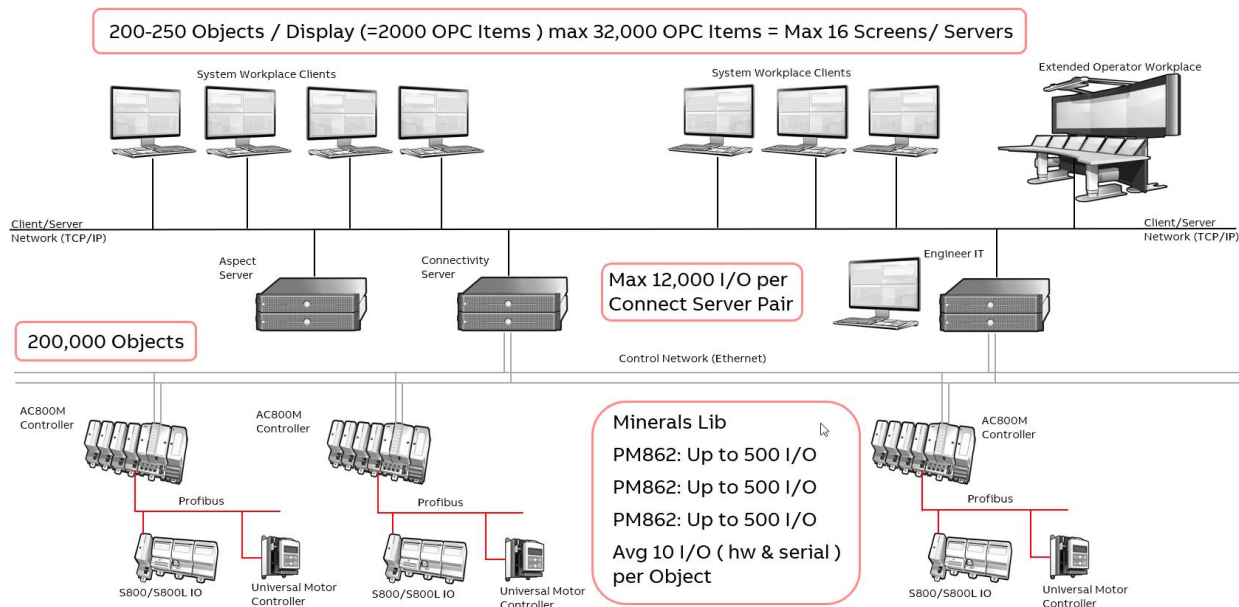 200-250 Objects / Display (=2000 OPC Items ) max 32,000 OPC Items = Max 16 Screens/ Servers
System Workplace Clients
System Workplace Clients
Extended Operator Workplace
Client/Server
Network (TCP/IP)
Client/Server
Network (TCP/IP)
Aspect
Server
Connectivity
Server
Engineer IT
Max 12,000 I/O per
Connect Server Pair
200,000 Objects
Control Network (Ethernet)
AC800M
Controller
AC800M
Controller
AC800M
Controller
Minerals Lib
PM862: Up to 500 I/O
PM862: Up to 500 I/O
PM862: Up to 500 I/O
Avg 10 I/O ( hw & serial )
per Object
Profibus
Profibus
Profibus
S800/S800L IO
Universal Motor
Controller
S800/S800L IO
Universal Motor
Controller
S800/S800L IO
Universal Motor
Controller